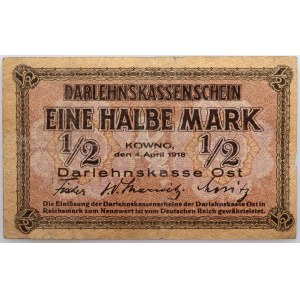 DARLEHNSKASSENSCHEIN
EINE HALBE MARK
KOWNO,
1/2 den 4. April 1918 1/2
Darlehnskasse Ost
Die Einlösung der Darlehnskassenscheine der Darlehnskasse Ost in
Reichsmark zum Nennwert ist vom Deutschen Reich gewährleistet.